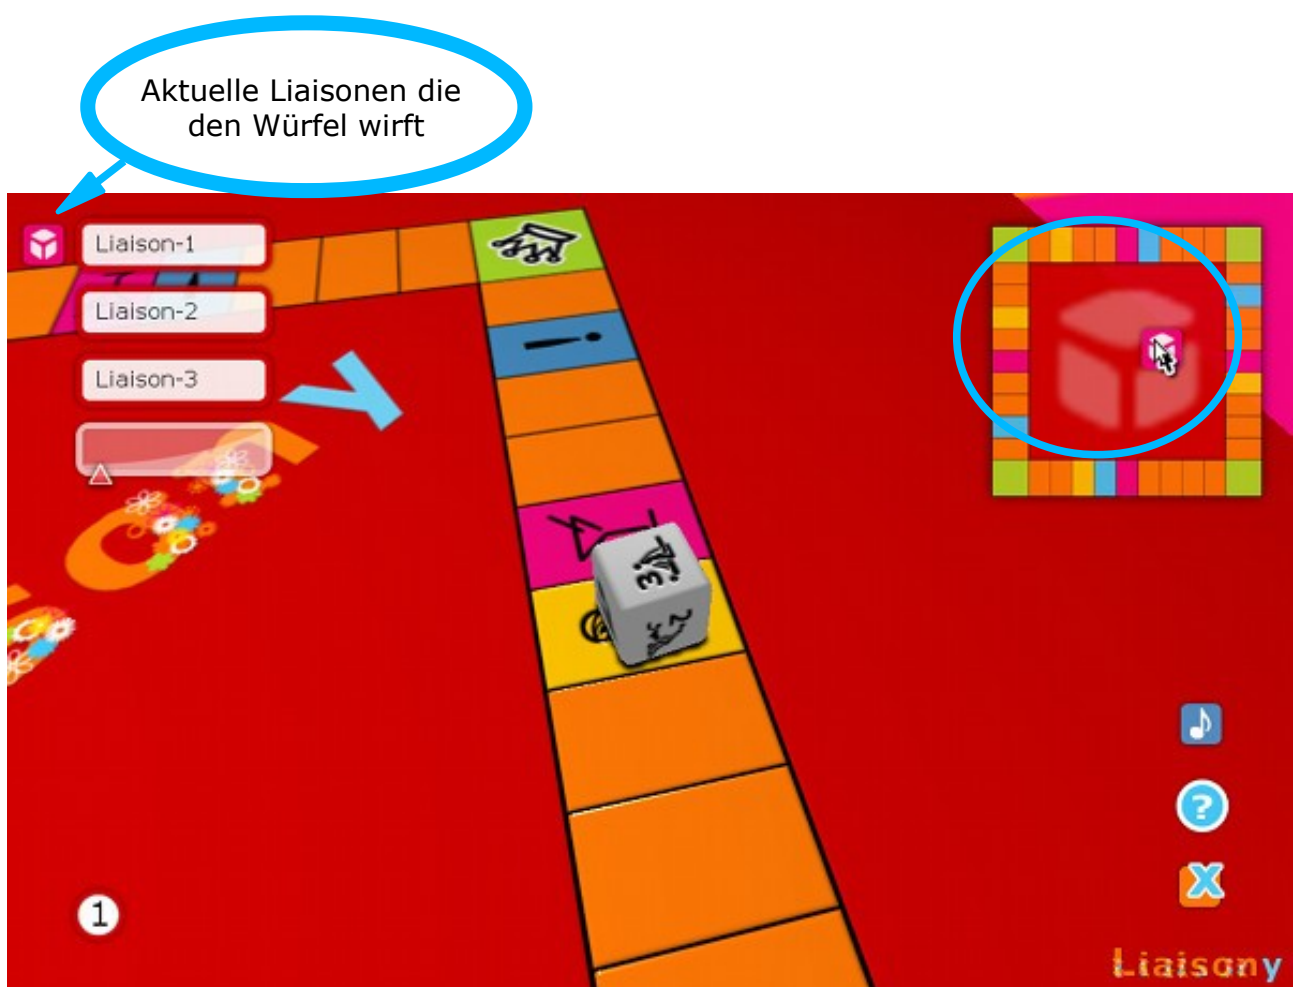 Aktuelle Liaisonen die
den Würfel wirft
Liaison-1
Liaison-2
Liaison-3
y
?
X
1
Liaisony